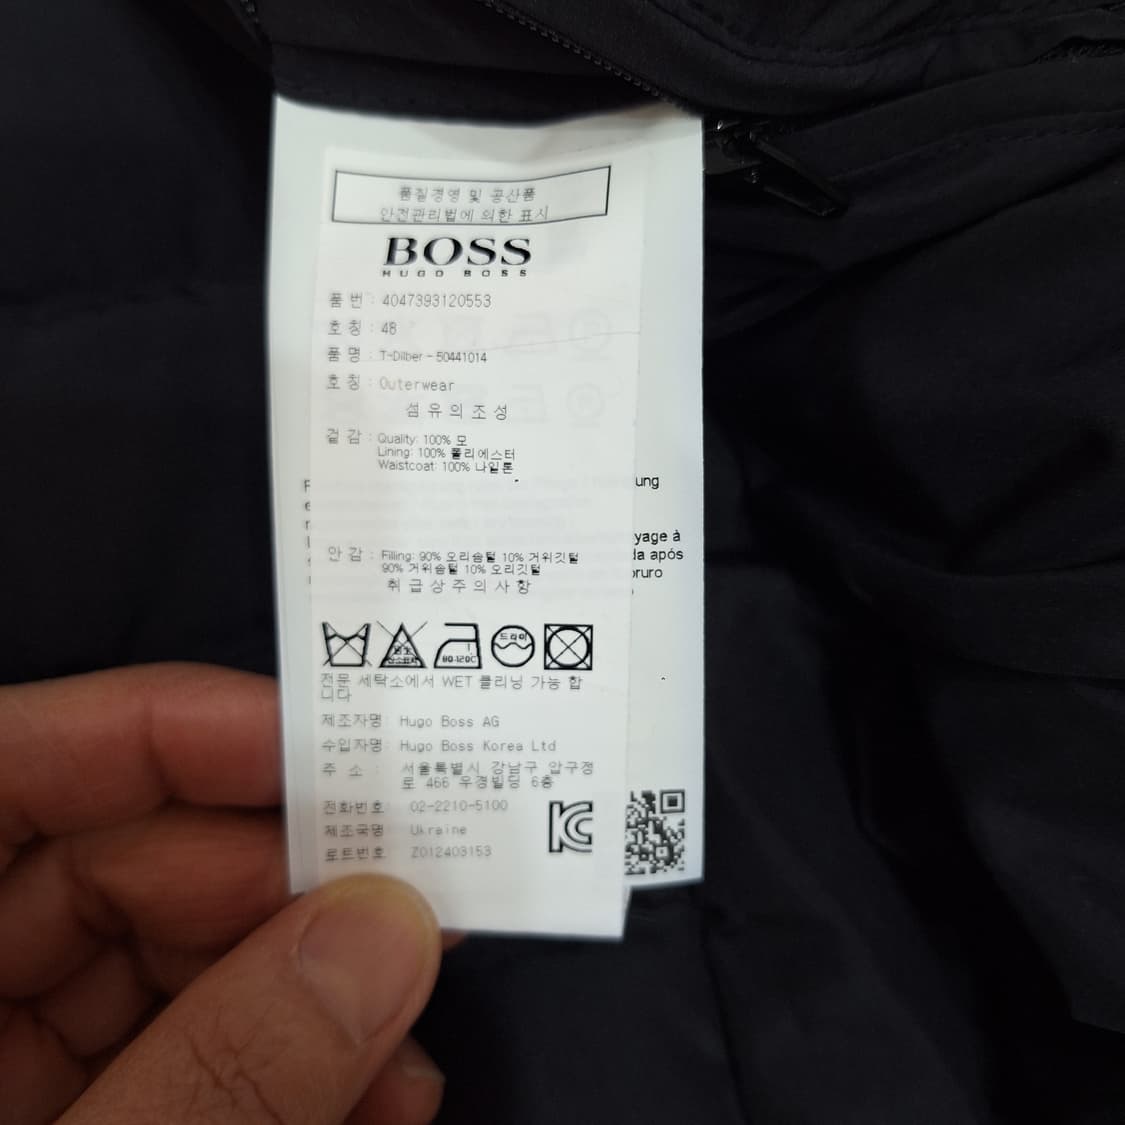 품질경영 및 공산품
안전관리법에 의한 표시
BOSS
HUGO BOSS
품 번 : 4047393120553
호 칭 : 48
품 명 : T-Dilber - 50441014
호 칭 : Outerwear
섬 유 의 조 성
겉 감 : Quality: 100% 모
Lining: 100% 폴리에스터
Waistcoat: 100% 나일론
안 감 : Filling: 90% 오리솜털 10% 거위깃털
90% 거위솜털 10% 오리깃털
취 급 상 주 의 사 항
드라이
80-120C
전문 세탁소에서 WET 클리닝 가능 합
니다
제조자명: Hugo Boss AG
수입자명: Hugo Boss Korea Ltd
주 소 : 서울특별시 강남구 압구정
로 466 우경빌딩 6층
전화번호 02-2210-5100
제조국명 Ukraine
로트번호 Z012403153
ung
yage à
da após
oruro